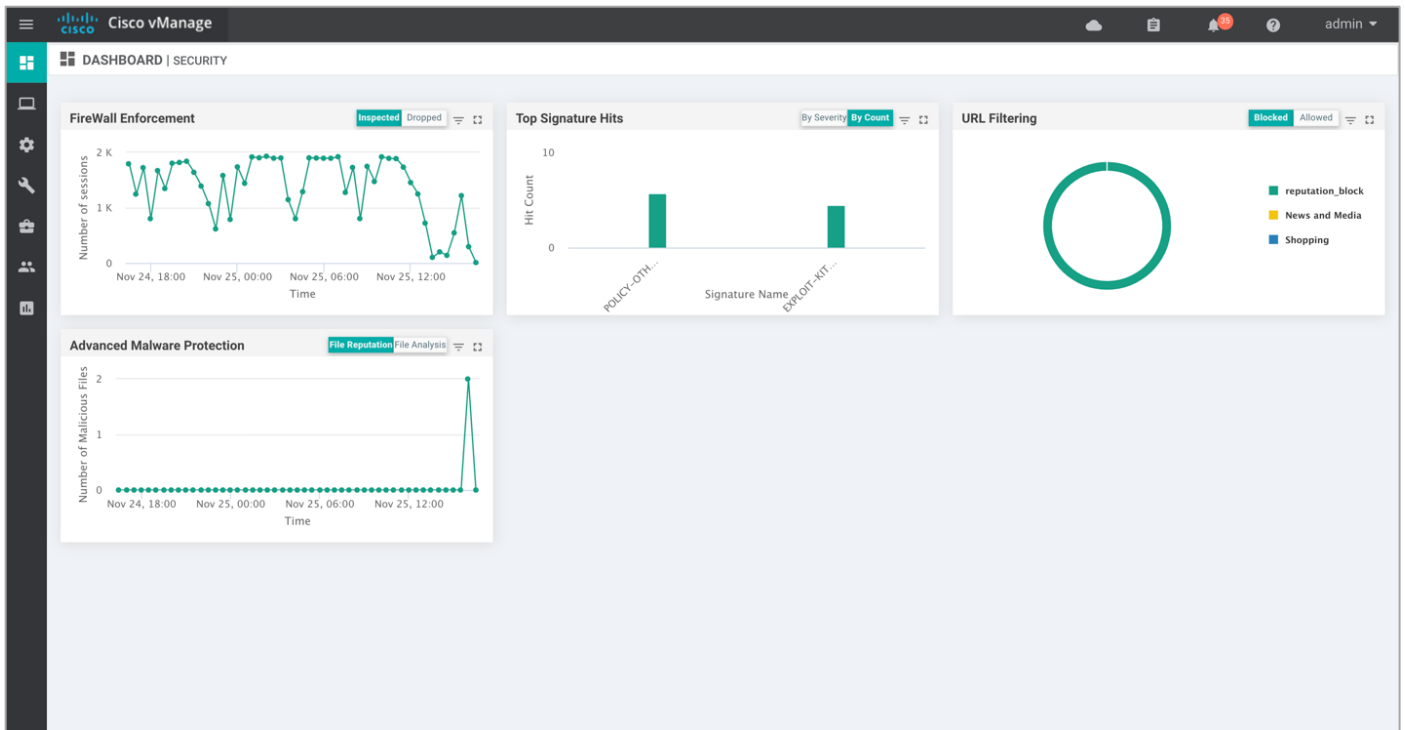 cisco Cisco vManage
35
admin
DASHBOARD | SECURITY
FireWall Enforcement
Inspected Dropped
2 K
1 K
0
Number of sessions
Nov 24, 18:00 Nov 25, 00:00 Nov 25, 06:00 Nov 25, 12:00
Time
Top Signature Hits
By Severity By Count
10
0
Hit Count
POLICY-OTH...
EXPLOIT-KIT...
Signature Name
URL Filtering
Blocked Allowed
reputation_block
News and Media
Shopping
Advanced Malware Protection
File Reputation File Analysis
2
1
0
Number of Malicious Files
Nov 24, 18:00 Nov 25, 00:00 Nov 25, 06:00 Nov 25, 12:00
Time